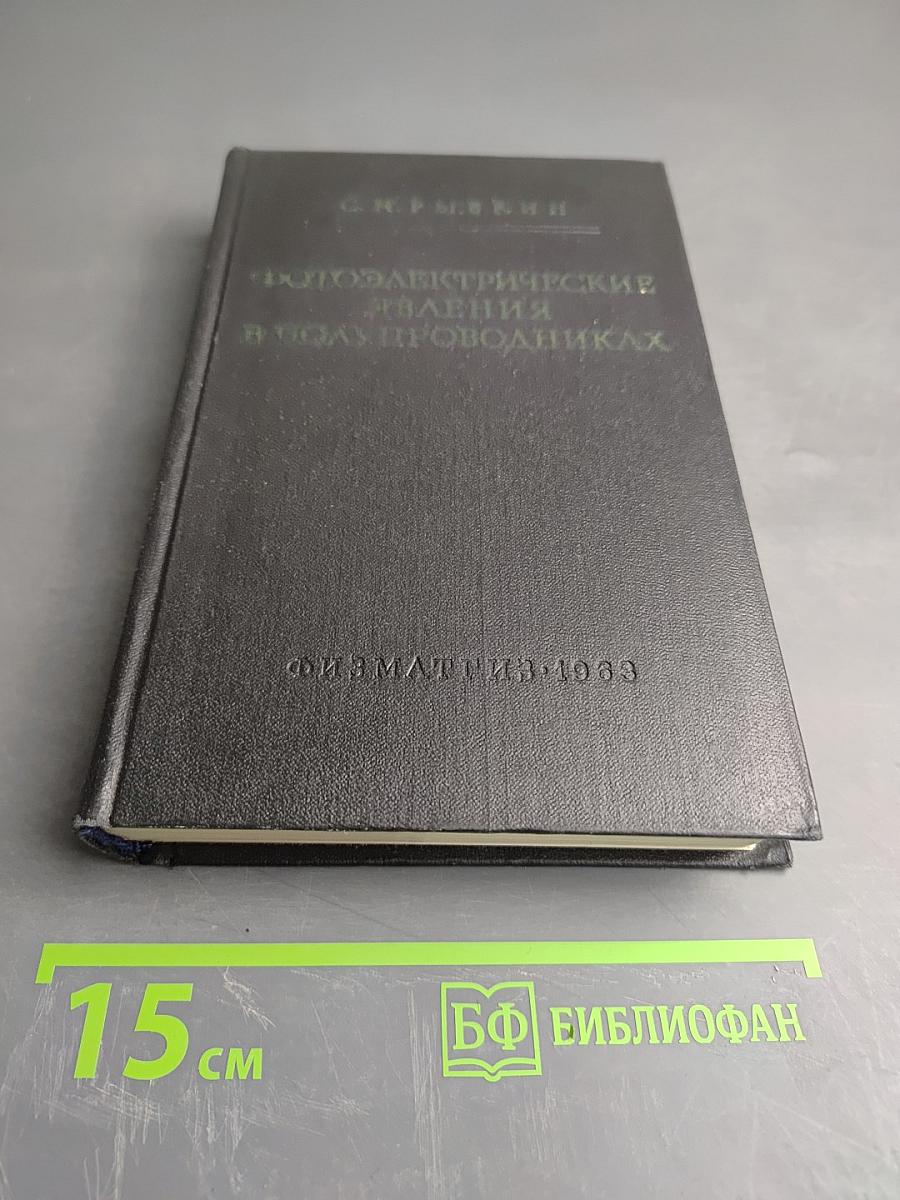 С. М. РЫВКИН
ФОТОЭЛЕКТРИЧЕСКИЕ
ЯВЛЕНИЯ
В ПОЛУПРОВОДНИКАХ
ФИЗМАТГИЗ · 1963
15 СМ
БФ БИБЛИОФАН